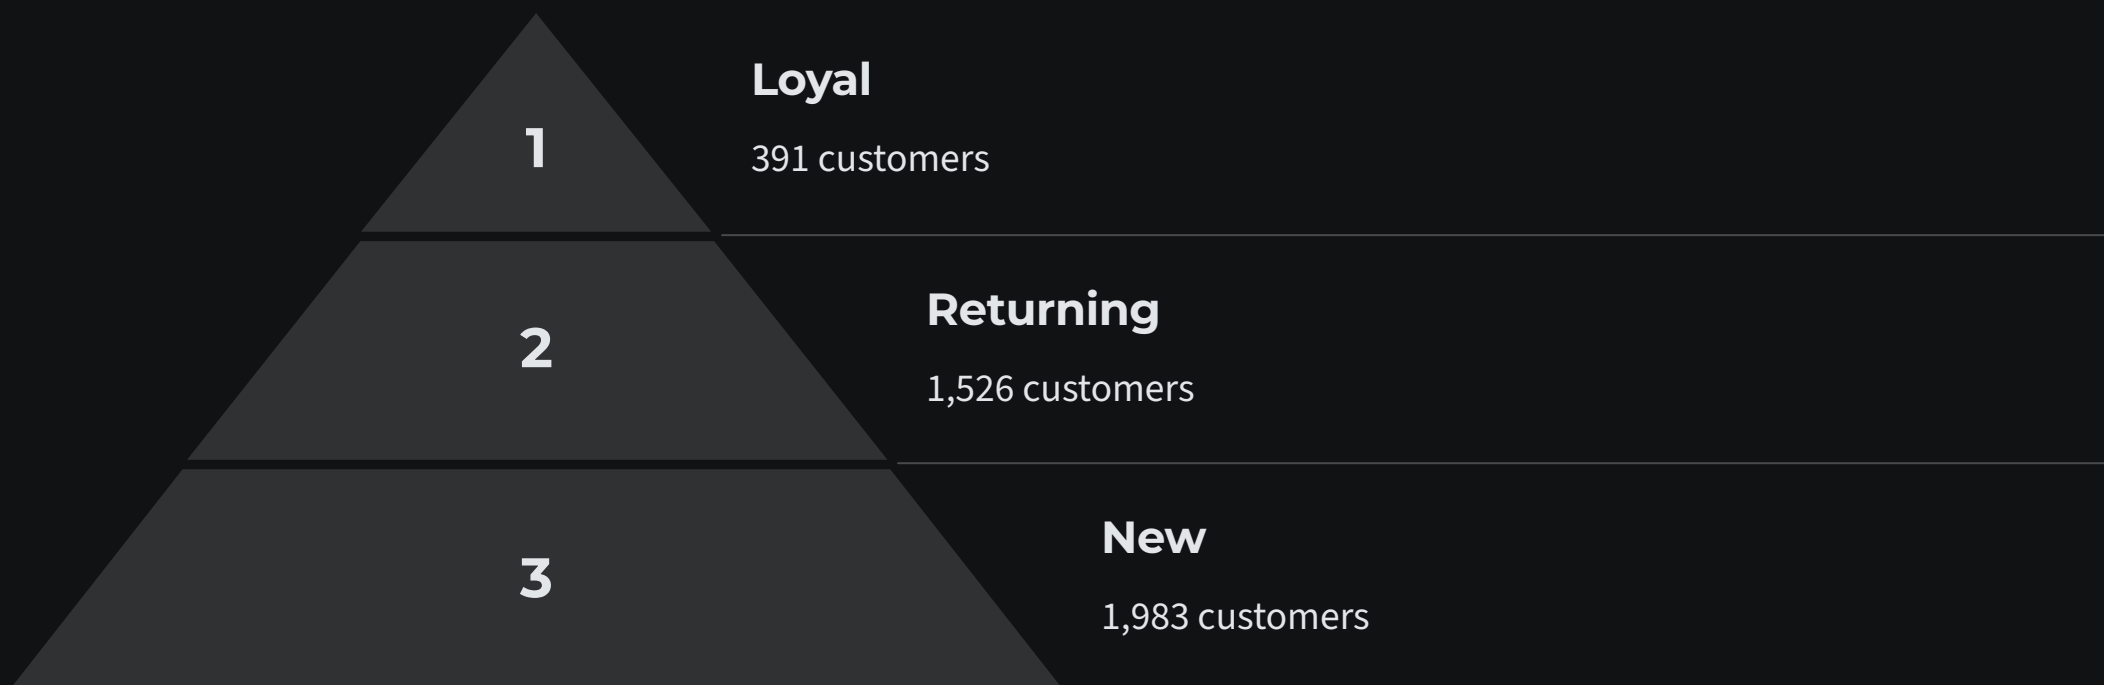 1
Loyal
391 customers
2
Returning
1,526 customers
3
New
1,983 customers